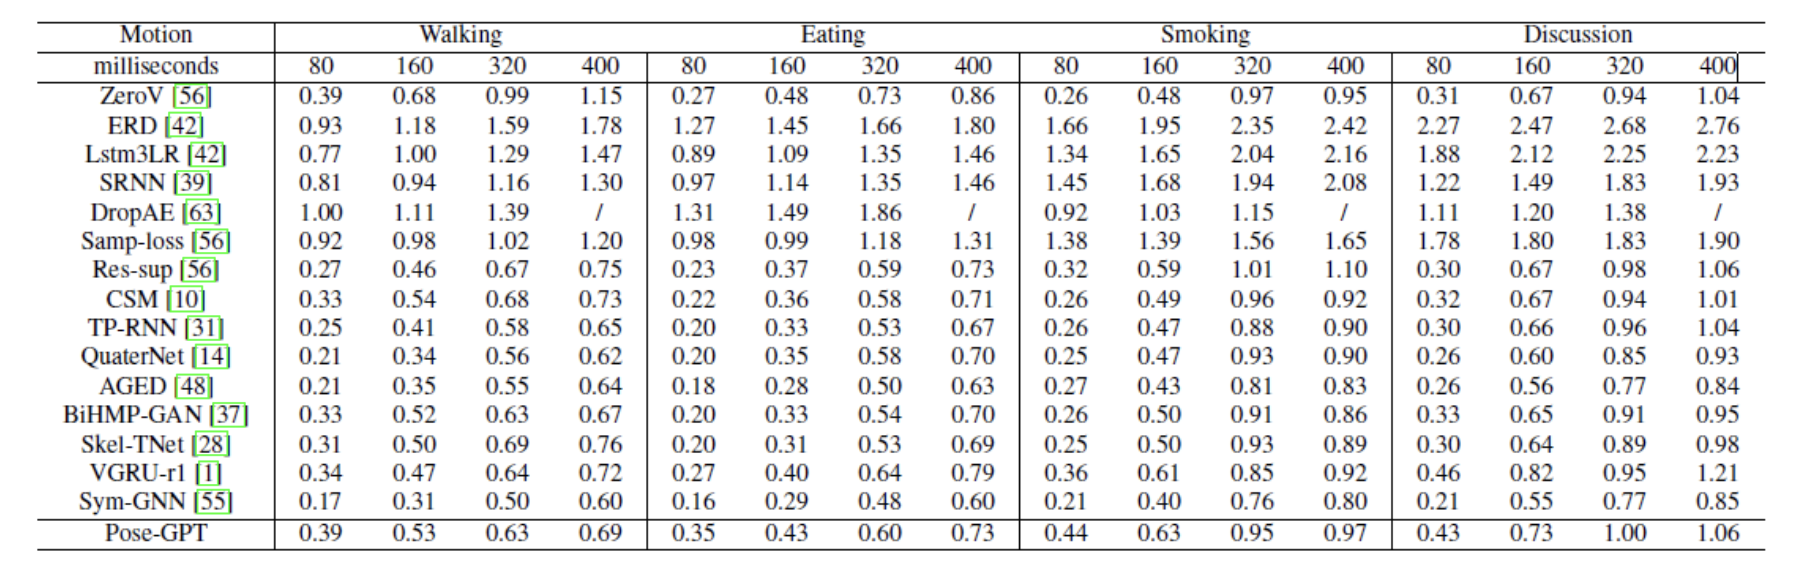 Motion Walking Eating Smoking Discussion
milliseconds 80 160 320 400 80 160 320 400 80 160 320 400 80 160 320 400
ZeroV [56] 0.39 0.68 0.99 1.15 0.27 0.48 0.73 0.86 0.26 0.48 0.97 0.95 0.31 0.67 0.94 1.04
ERD [42] 0.93 1.18 1.59 1.78 1.27 1.45 1.66 1.80 1.66 1.95 2.35 2.42 2.27 2.47 2.68 2.76
Lstm3LR [42] 0.77 1.00 1.29 1.47 0.89 1.09 1.35 1.46 1.34 1.65 2.04 2.16 1.88 2.12 2.25 2.23
SRNN [39] 0.81 0.94 1.16 1.30 0.97 1.14 1.35 1.46 1.45 1.68 1.94 2.08 1.22 1.49 1.83 1.93
DropAE [63] 1.00 1.11 1.39 / 1.31 1.49 1.86 / 0.92 1.03 1.15 / 1.11 1.20 1.38 /
Samp-loss [56] 0.92 0.98 1.02 1.20 0.98 0.99 1.18 1.31 1.38 1.39 1.56 1.65 1.78 1.80 1.83 1.90
Res-sup [56] 0.27 0.46 0.67 0.75 0.23 0.37 0.59 0.73 0.32 0.59 1.01 1.10 0.30 0.67 0.98 1.06
CSM [10] 0.33 0.54 0.68 0.73 0.22 0.36 0.58 0.71 0.26 0.49 0.96 0.92 0.32 0.67 0.94 1.01
TP-RNN [31] 0.25 0.41 0.58 0.65 0.20 0.33 0.53 0.67 0.26 0.47 0.88 0.90 0.30 0.66 0.96 1.04
QuaterNet [14] 0.21 0.34 0.56 0.62 0.20 0.35 0.58 0.70 0.25 0.47 0.93 0.90 0.26 0.60 0.85 0.93
AGED [48] 0.21 0.35 0.55 0.64 0.18 0.28 0.50 0.63 0.27 0.43 0.81 0.83 0.26 0.56 0.77 0.84
BiHMP-GAN [37] 0.33 0.52 0.63 0.67 0.20 0.33 0.54 0.70 0.26 0.50 0.91 0.86 0.33 0.65 0.91 0.95
Skel-TNet [28] 0.31 0.50 0.69 0.76 0.20 0.31 0.53 0.69 0.25 0.50 0.93 0.89 0.30 0.64 0.89 0.98
VGRU-r1 [1] 0.34 0.47 0.64 0.72 0.27 0.40 0.64 0.79 0.36 0.61 0.85 0.92 0.46 0.82 0.95 1.21
Sym-GNN [55] 0.17 0.31 0.50 0.60 0.16 0.29 0.48 0.60 0.21 0.40 0.76 0.80 0.21 0.55 0.77 0.85
Pose-GPT 0.39 0.53 0.63 0.69 0.35 0.43 0.60 0.73 0.44 0.63 0.95 0.97 0.43 0.73 1.00 1.06